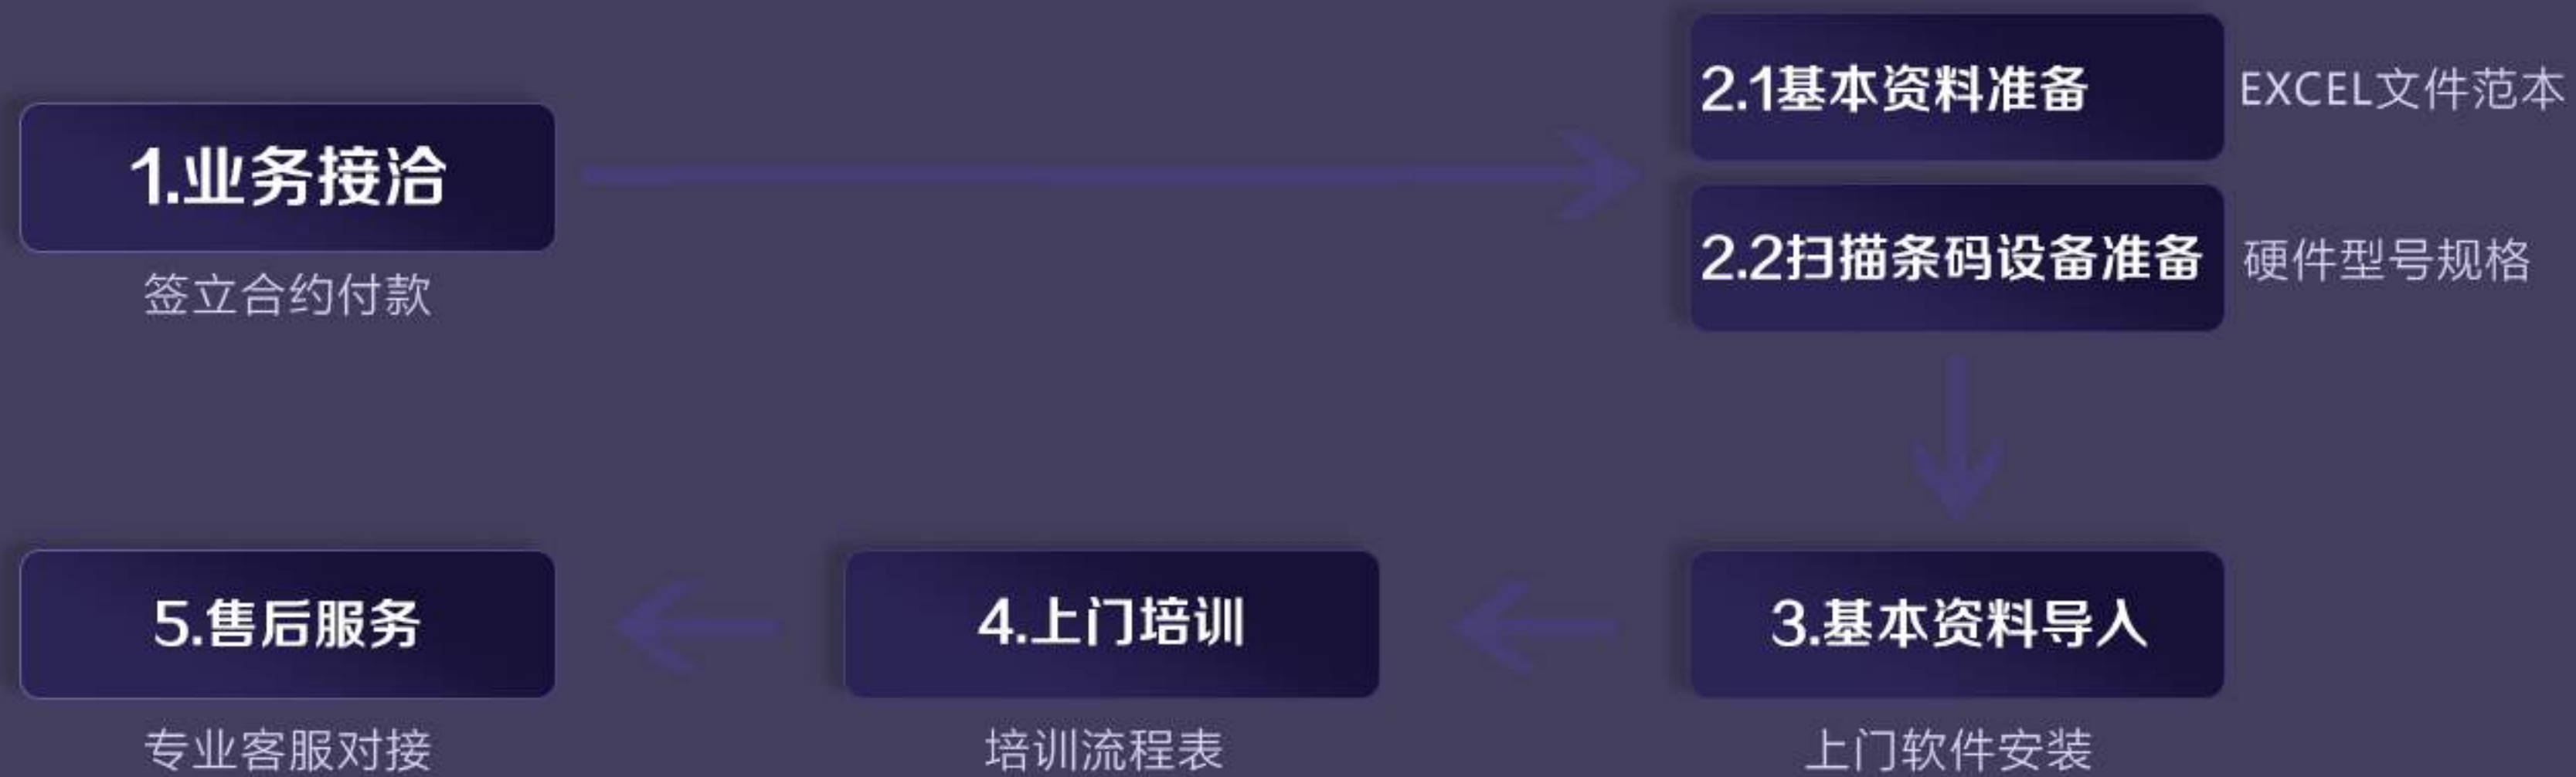 1.业务接洽
签立合约付款
2.1基本资料准备
EXCEL文件范本
2.2扫描条码设备准备
硬件型号规格
3.基本资料导入
上门软件安装
4.上门培训
培训流程表
5.售后服务
专业客服对接